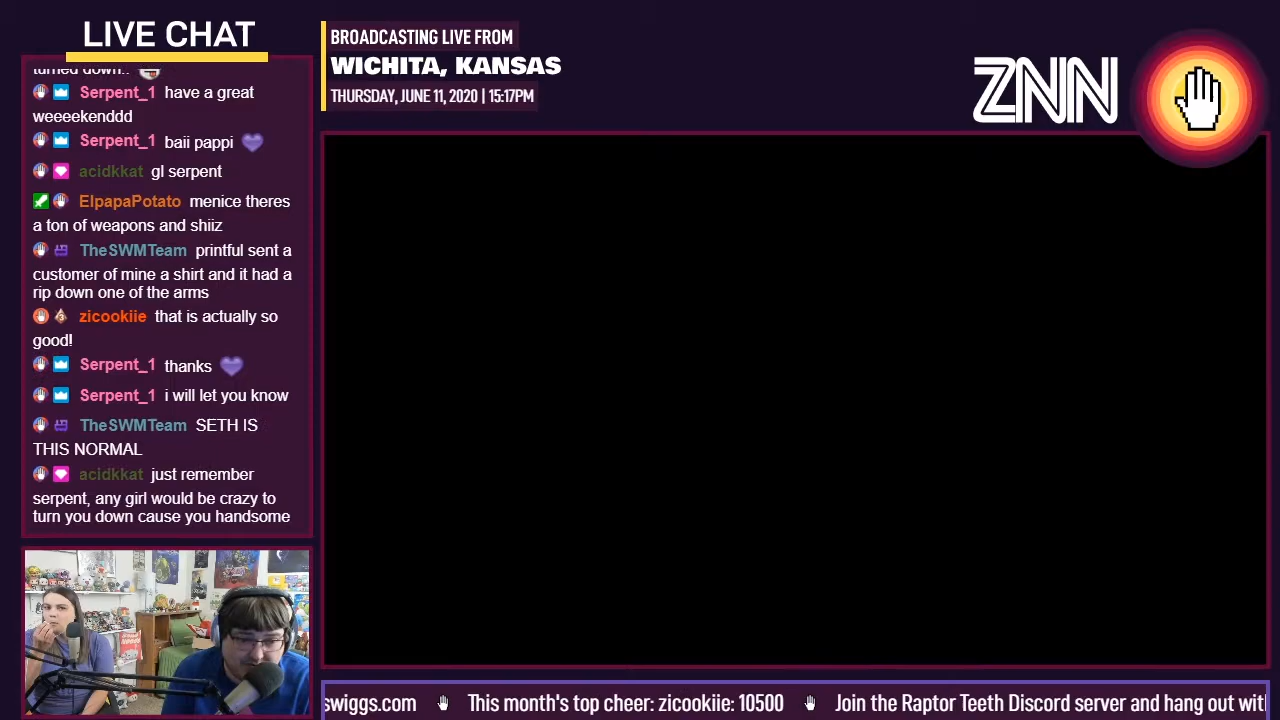 LIVE CHAT
turned down..
Serpent_1 have a great
weeeekenddd
Serpent_1 baii pappi
acidkkat gl serpent
ElpapaPotato menice theres
a ton of weapons and shiiz
TheSWMTeam printful sent a
customer of mine a shirt and it had a
rip down one of the arms
zicookiie that is actually so
good!
Serpent_1 thanks
Serpent_1 i will let you know
TheSWMTeam SETH IS
THIS NORMAL
acidkkat just remember
serpent, any girl would be crazy to
turn you down cause you handsome
BROADCASTING LIVE FROM
WICHITA, KANSAS
THURSDAY, JUNE 11, 2020 | 15:17PM
ZNN
swiggs.com This month's top cheer: zicookiie: 10500 Join the Raptor Teeth Discord server and hang out wit